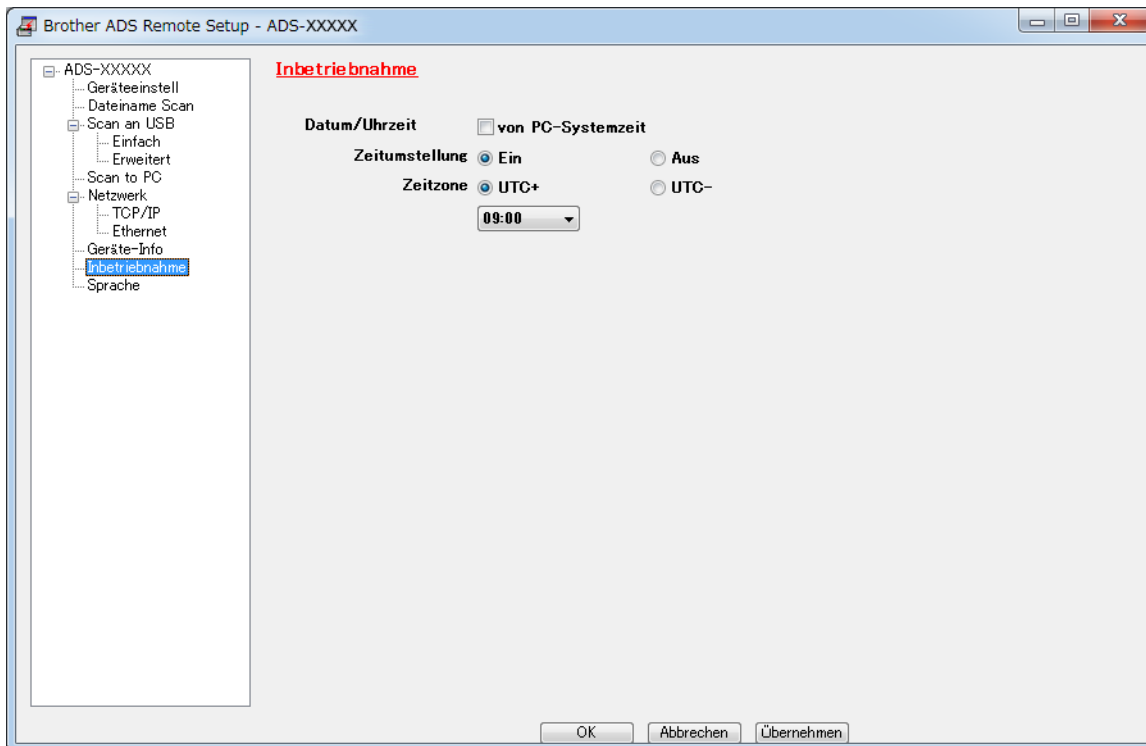 Brother ADS Remote Setup - ADS-XXXXX
ADS-XXXXX
Geräteeinstell
Dateiname Scan
Scan an USB
Einfach
Erweitert
Scan to PC
Netzwerk
TCP/IP
Ethernet
Geräte-Info
Inbetriebnahme
Sprache
Inbetriebnahme
Datum/Uhrzeit von PC-Systemzeit
Zeitumstellung Ein Aus
Zeitzone UTC+ UTC-
09:00
OK Abbrechen Übernehmen